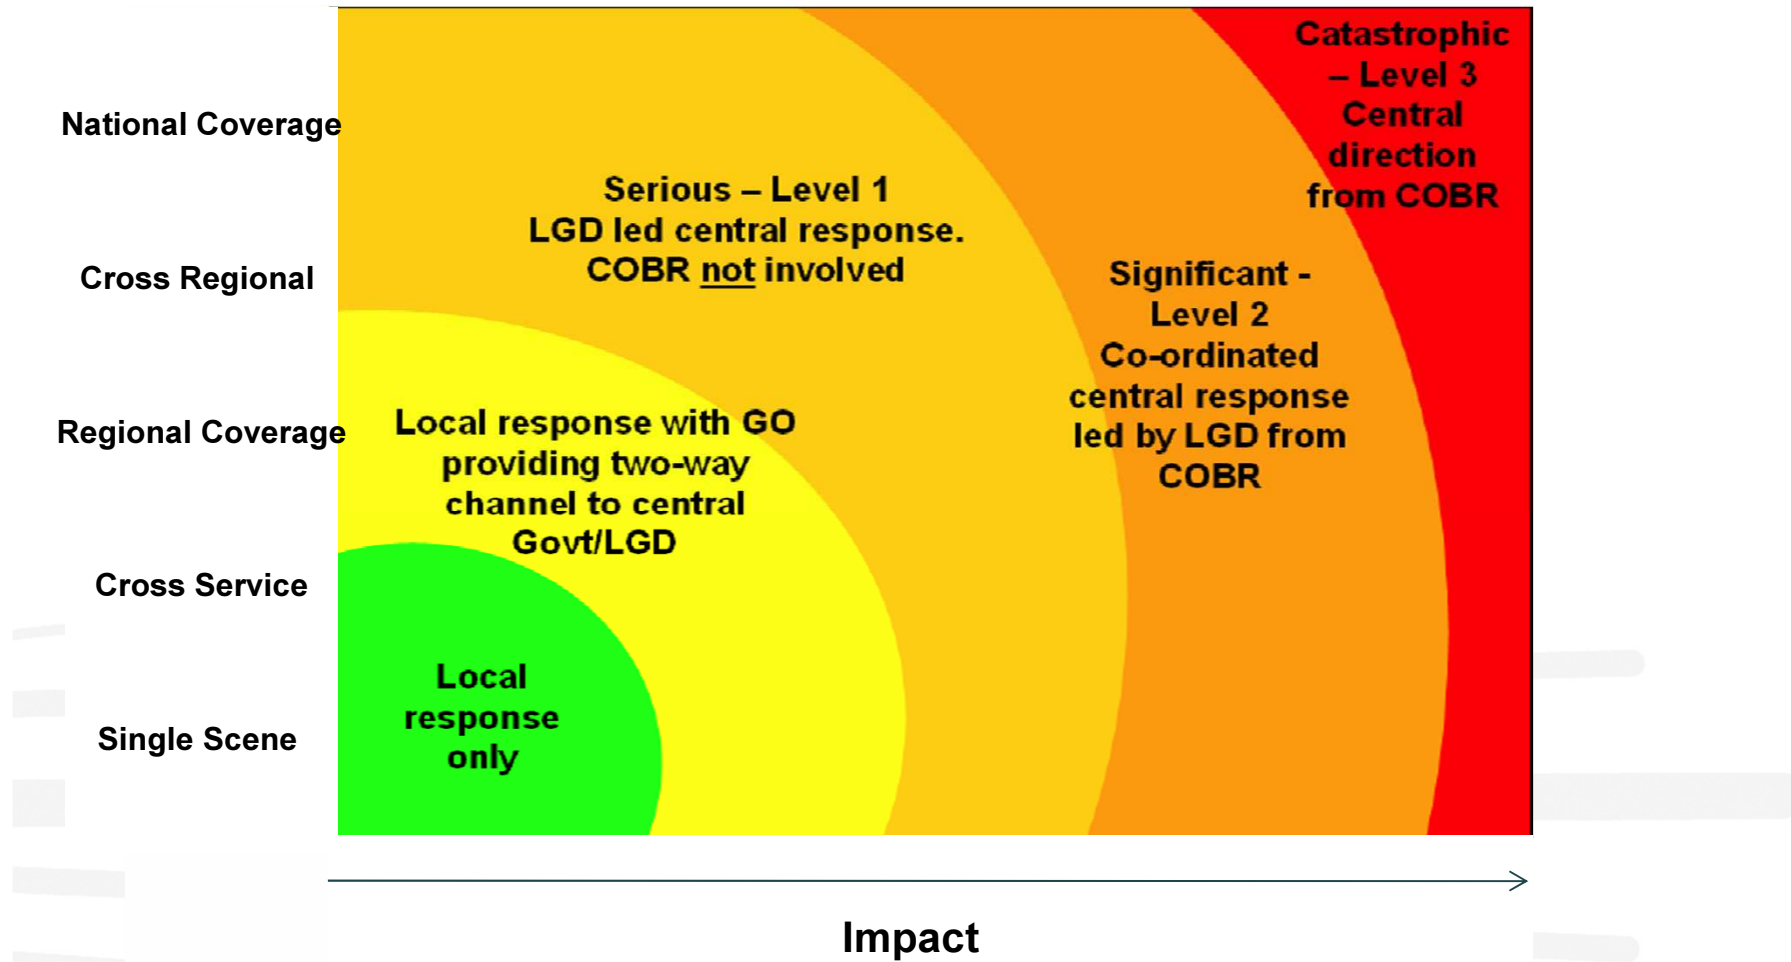 National Coverage
Cross Regional
Regional Coverage
Cross Service
Single Scene
Catastrophic
– Level 3
Central
direction
from COBR
Serious – Level 1
LGD led central response.
COBR not involved
Significant -
Level 2
Co-ordinated
central response
led by LGD from
COBR
Local response with GO
providing two-way
channel to central
Govt/LGD
Local
response
only
Impact